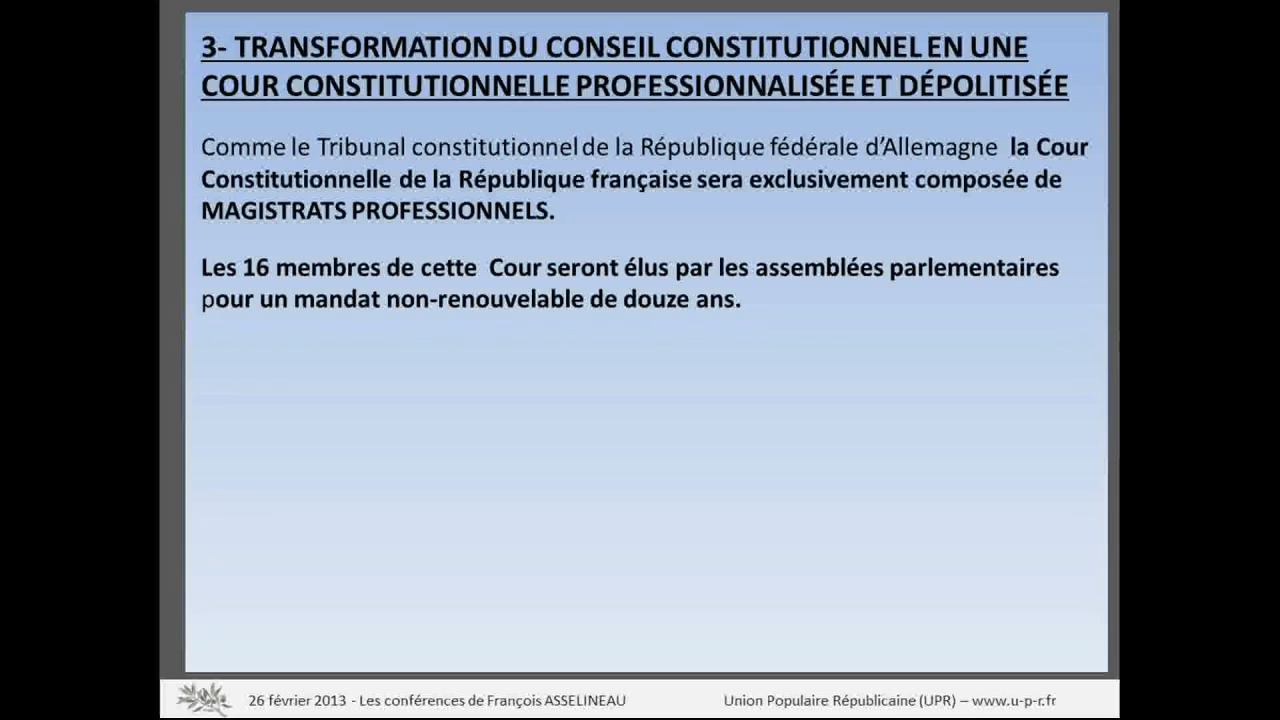 3- TRANSFORMATION DU CONSEIL CONSTITUTIONNEL EN UNE
COUR CONSTITUTIONNELLE PROFESSIONNALISÉE ET DÉPOLITISÉE
Comme le Tribunal constitutionnel de la République fédérale d’Allemagne la Cour
Constitutionnelle de la République française sera exclusivement composée de
MAGISTRATS PROFESSIONNELS.
Les 16 membres de cette Cour seront élus par les assemblées parlementaires
pour un mandat non-renouvelable de douze ans.
26 février 2013 - Les conférences de François ASSELINEAU
Union Populaire Républicaine (UPR) – www.u-p-r.fr